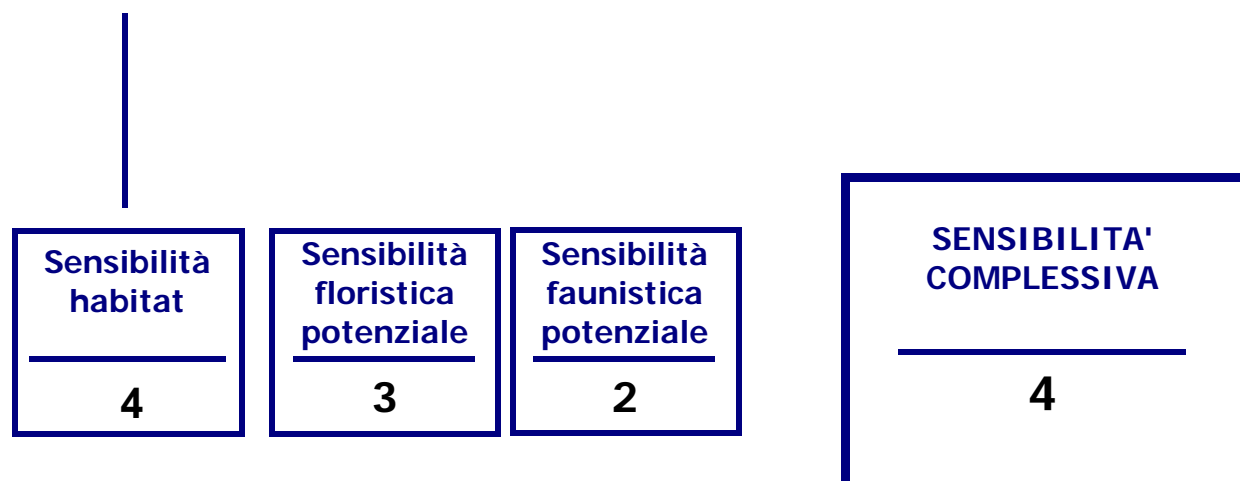 Sensibilità
habitat
4
Sensibilità
floristica
potenziale
3
Sensibilità
faunistica
potenziale
2
SENSIBILITA'
COMPLESSIVA
4